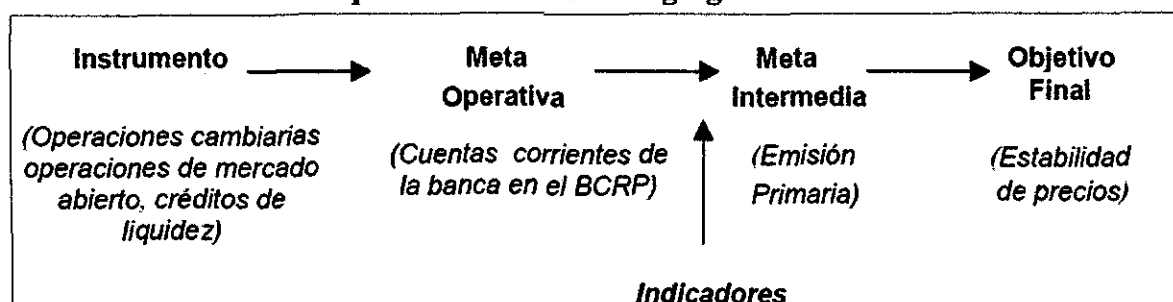 Instrumento
Meta
Operativa
Meta
Intermedia
Objetivo
Final
(Operaciones cambiarias
operaciones de mercado
abierto, créditos de
liquidez)
(Cuentas corrientes de
la banca en el BCRP)
(Emisión
Primaria)
(Estabilidad
de precios)
Indicadores